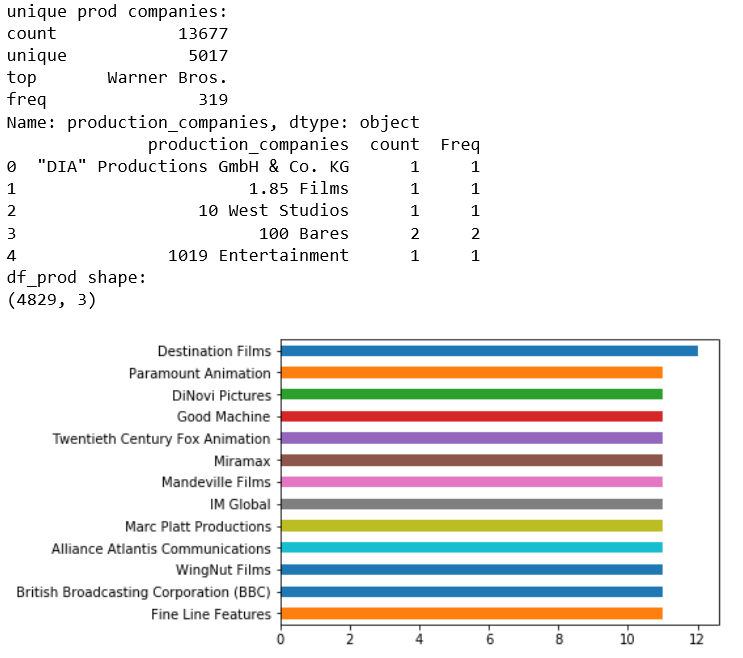 unique prod companies:
count 13677
unique 5017
top Warner Bros.
freq 319
Name: production_companies, dtype: object
production_companies count Freq
0 "DIA" Productions GmbH & Co. KG 1 1
1 1.85 Films 1 1
2 10 West Studios 1 1
3 100 Bares 2 2
4 1019 Entertainment 1 1
df_prod shape:
(4829, 3)
Destination Films
Paramount Animation
DiNovi Pictures
Good Machine
Twentieth Century Fox Animation
Miramax
Mandeville Films
IM Global
Marc Platt Productions
Alliance Atlantis Communications
WingNut Films
British Broadcasting Corporation (BBC)
Fine Line Features
0 2 4 6 8 10 12